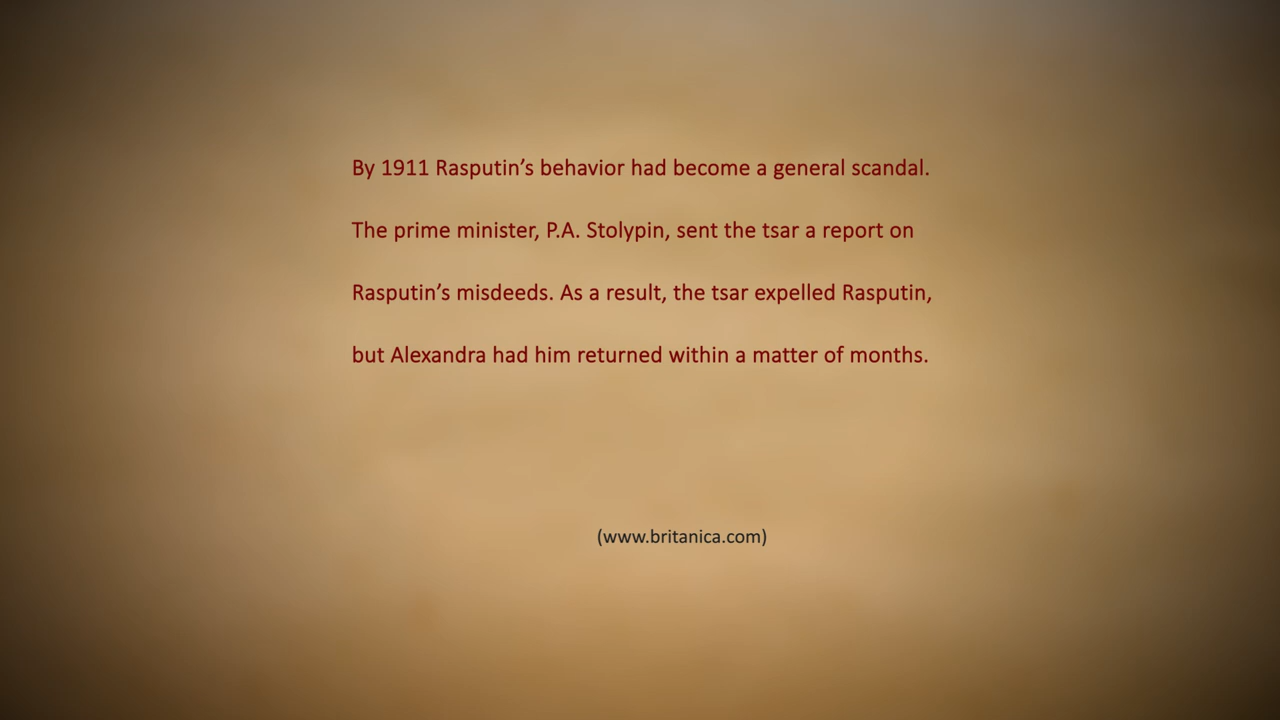 By 1911 Rasputin’s behavior had become a general scandal.
The prime minister, P.A. Stolypin, sent the tsar a report on
Rasputin’s misdeeds. As a result, the tsar expelled Rasputin,
but Alexandra had him returned within a matter of months.
(www.britanica.com)